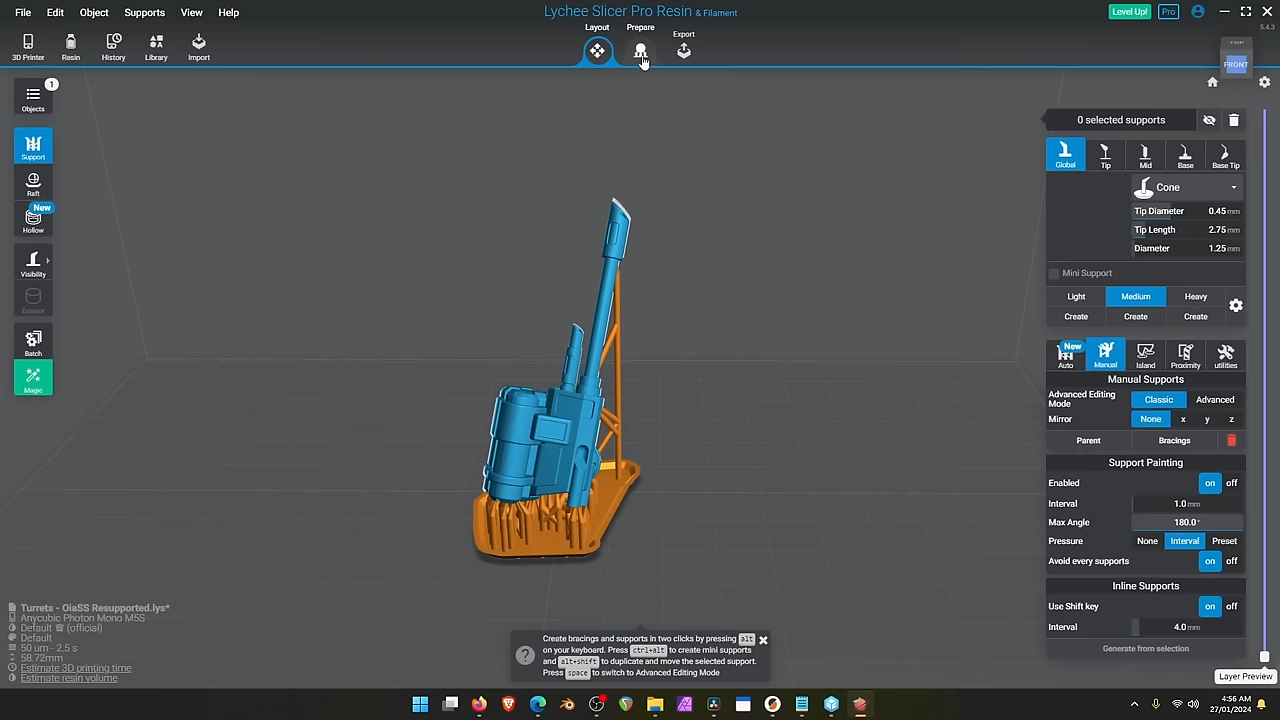 File Edit Object Supports View Help
Lychee Slicer Pro Resin & Filament
Level Up! Pro
5.4.3
3D Printer Resin History Library Import
Layout Prepare Export
TOP
FRONT
1
Objects
Support
Raft
New
Hollow
Visibility
Exterior
Batch
Magic
0 selected supports
Global Tip Mid Base Base Tip
Cone
Tip Diameter 0.45 mm
Tip Length 2.75 mm
Diameter 1.25 mm
Mini Support
Light Medium Heavy
Create Create Create
New
Auto Manual Island Proximity utilities
Manual Supports
Advanced Editing Mode Classic Advanced
Mirror None x y z
Parent Bracings
Support Painting
Enabled on off
Interval 1.0 mm
Max Angle 180.0 °
Pressure None Interval Preset
Avoid every supports on off
Inline Supports
Use Shift key on off
Interval 4.0 mm
Generate from selection
Layer Preview
Turrets - OiaSS Resupported.lys*
Anycubic Photon Mono M5S
Default (official)
Default
50 um - 2.5 s
58.72mm
Estimate 3D printing time
Estimate resin volume
Create bracings and supports in two clicks by pressing alt
on your keyboard. Press ctrl+alt to create mini supports
and alt+shift to duplicate and move the selected support.
Press space to switch to Advanced Editing Mode
4:56 AM
27/01/2024